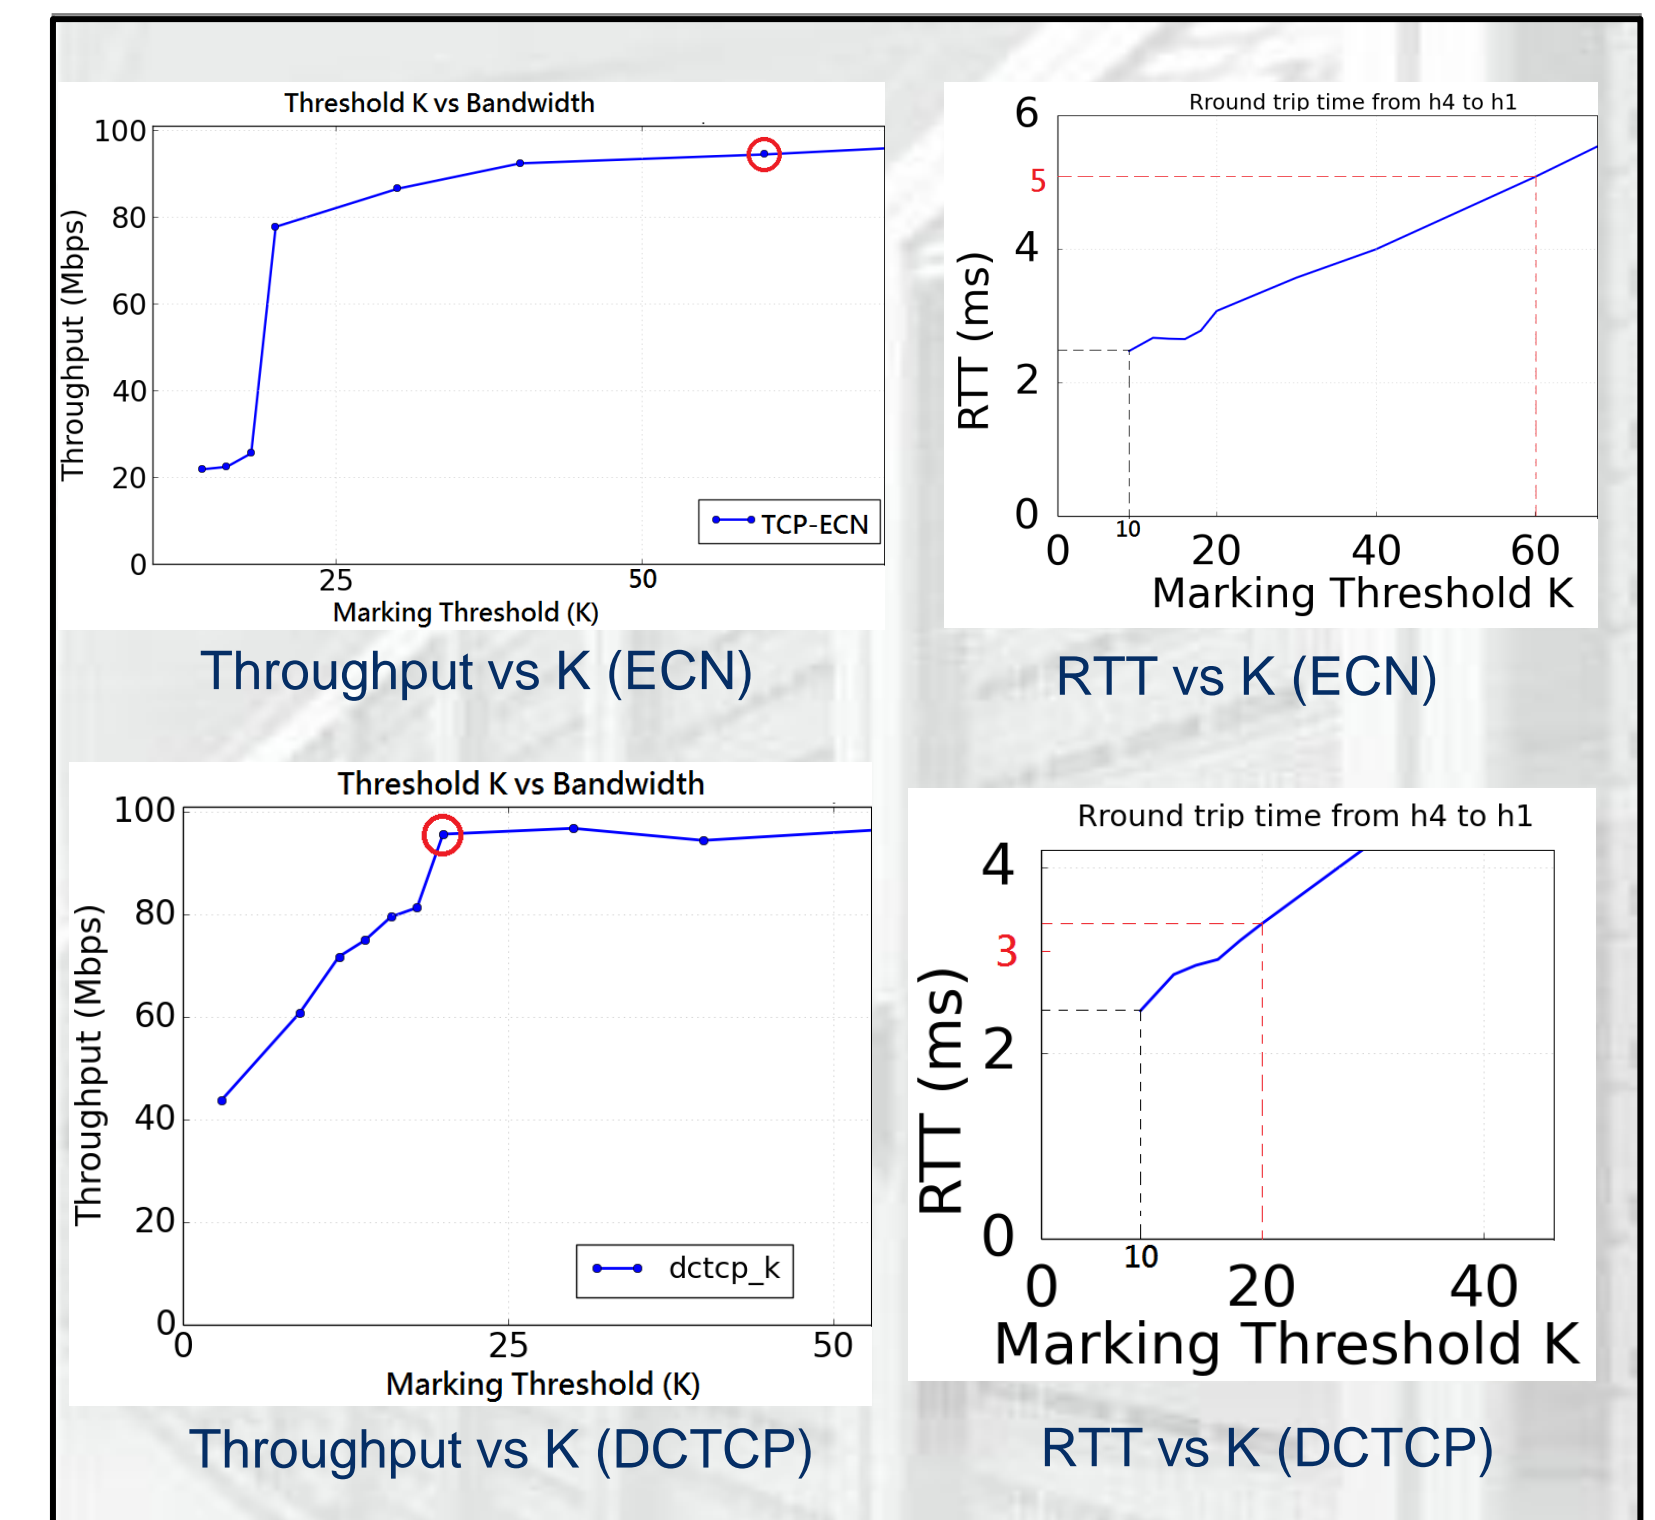 Threshold K vs Bandwidth
100
80
60
40
20
0
Throughput (Mbps)
TCP-ECN
25
50
Marking Threshold (K)
Throughput vs K (ECN)
Rround trip time from h4 to h1
6
5
4
2
0
RTT (ms)
10
0
20
40
60
Marking Threshold K
RTT vs K (ECN)
Threshold K vs Bandwidth
100
80
60
40
20
0
Throughput (Mbps)
dctcp_k
0
25
50
Marking Threshold (K)
Throughput vs K (DCTCP)
Rround trip time from h4 to h1
4
3
2
0
RTT (ms)
10
0
20
40
Marking Threshold K
RTT vs K (DCTCP)